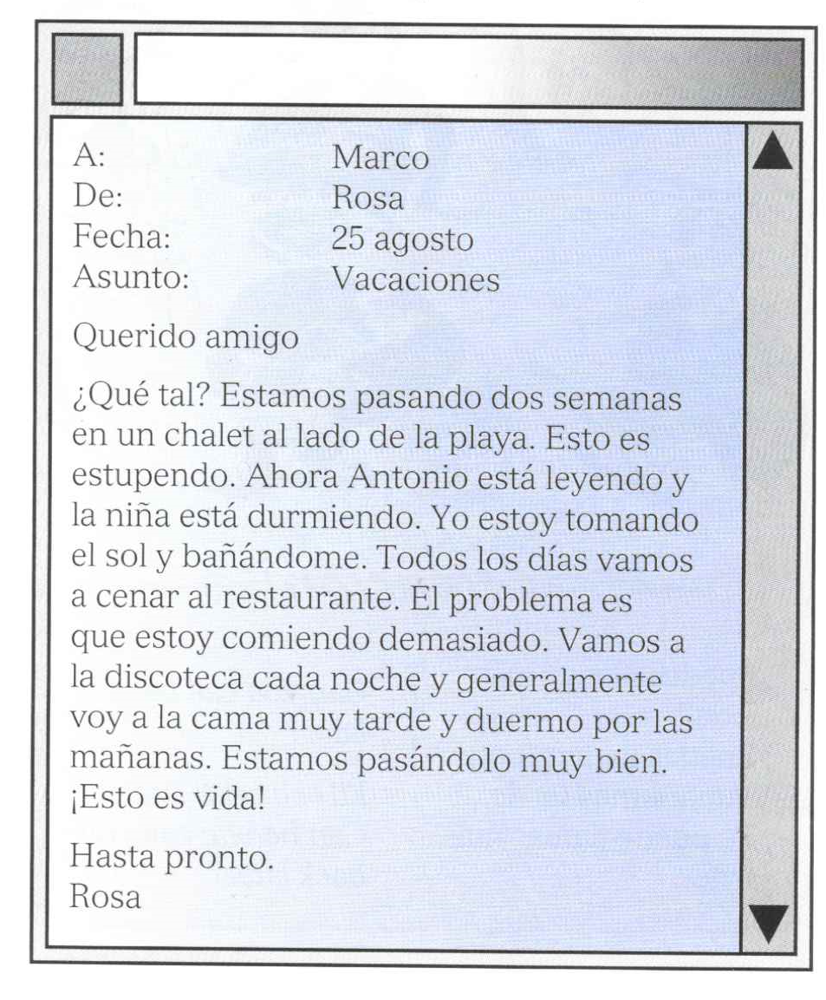 A: Marco
De: Rosa
Fecha: 25 agosto
Asunto: Vacaciones
Querido amigo
¿Qué tal? Estamos pasando dos semanas
en un chalet al lado de la playa. Esto es
estupendo. Ahora Antonio está leyendo y
la niña está durmiendo. Yo estoy tomando
el sol y bañándome. Todos los días vamos
a cenar al restaurante. El problema es
que estoy comiendo demasiado. Vamos a
la discoteca cada noche y generalmente
voy a la cama muy tarde y duermo por las
mañanas. Estamos pasándolo muy bien.
¡Esto es vida!
Hasta pronto.
Rosa